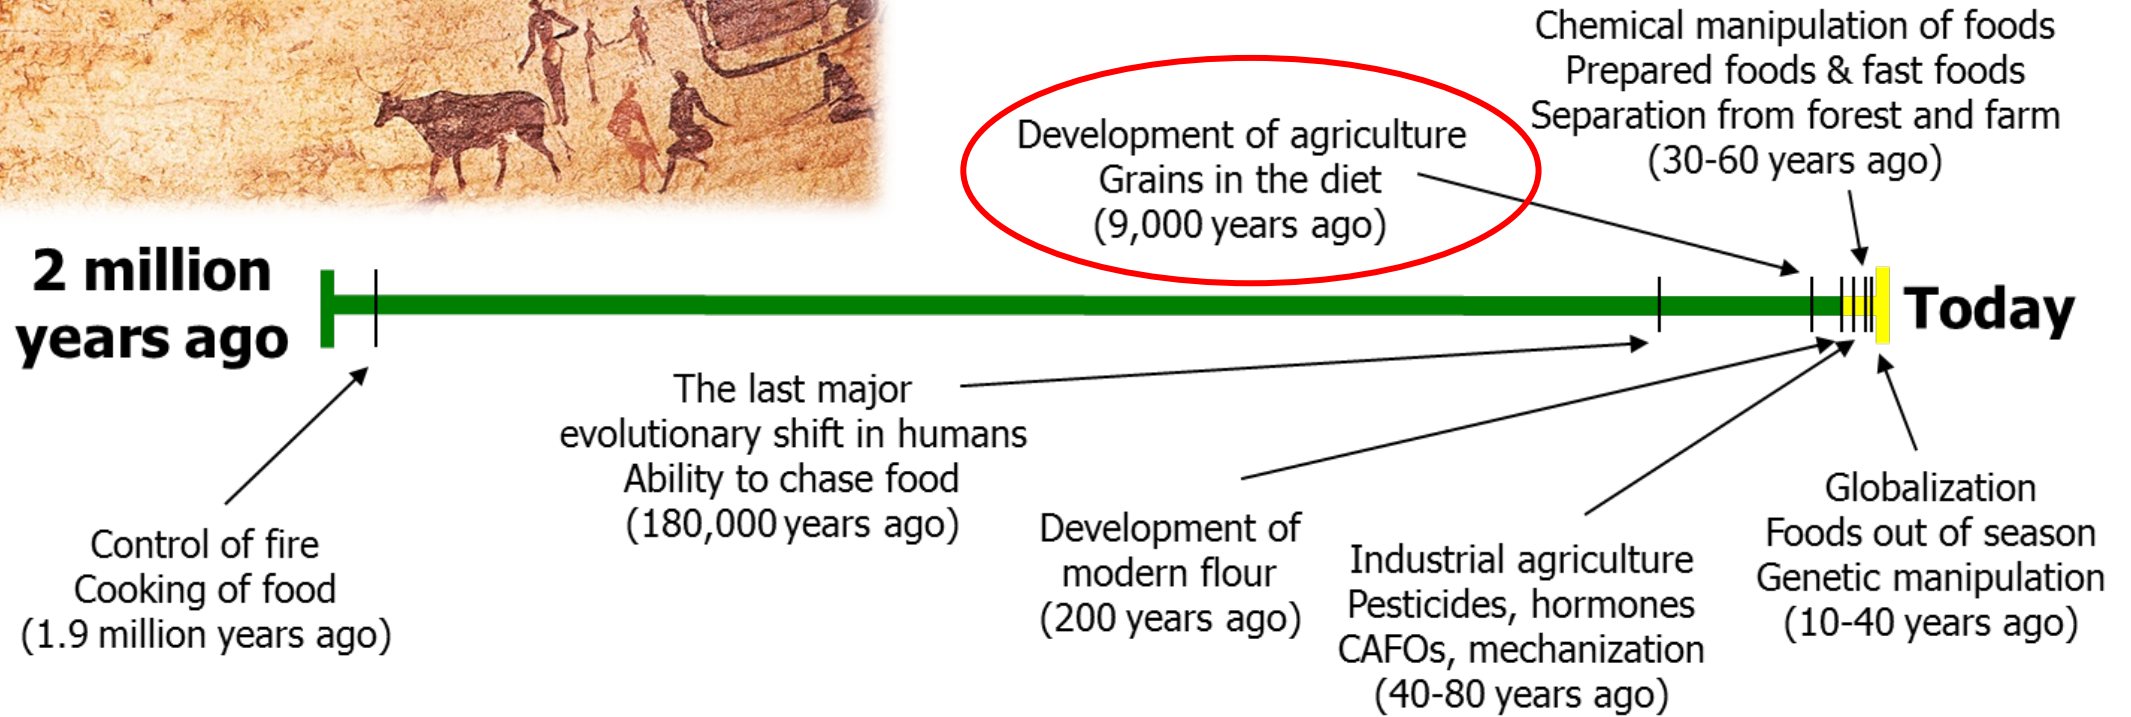 Chemical manipulation of foods
Prepared foods & fast foods
Separation from forest and farm
(30-60 years ago)
Development of agriculture
Grains in the diet
(9,000 years ago)
2 million
years ago
Today
Control of fire
Cooking of food
(1.9 million years ago)
The last major
evolutionary shift in humans
Ability to chase food
(180,000 years ago)
Development of
modern flour
(200 years ago)
Industrial agriculture
Pesticides, hormones
CAFOs, mechanization
(40-80 years ago)
Globalization
Foods out of season
Genetic manipulation
(10-40 years ago)